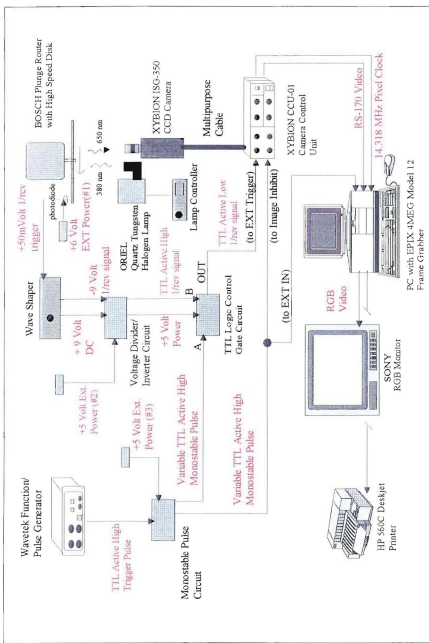 BOSCH Plunge Router
with High Speed Disk
+50mVolt 1/rev
trigger
photodiode
+6 Volt
EXT Power(#1)
380 nm
650 nm
XYBION ISG-350
CCD Camera
ORIEL
Quartz Tungsten
Halogen Lamp
Lamp Controller
Multipurpose
Cable
XYBION CCU-01
Camera Control
Unit
TTL Active Low
1/rev signal
(to EXT Trigger)
(to Image Inhibit)
RS-170 Video
14.318 MHz Pixel Clock
Wave Shaper
+ 9 Volt
DC
-9 Volt
1/rev signal
+5 Volt Ext.
Power (#2)
Voltage Divider/
Inverter Circuit
TTL Active High
1/rev signal
+5 Volt
Power
A
B
OUT
TTL Logic Control
Gate Circuit
Wavetek Function/
Pulse Generator
TTL Active High
Trigger Pulse
+5 Volt Ext.
Power (#3)
Monostable Pulse
Circuit
Variable TTL Active High
Monostable Pulse
Variable TTL Active High
Monostable Pulse
(to EXT IN)
PC with EPIX 4MEG Model 12
Frame Grabber
RGB
Video
SONY
RGB Monitor
HP 560C Deskjet
Printer